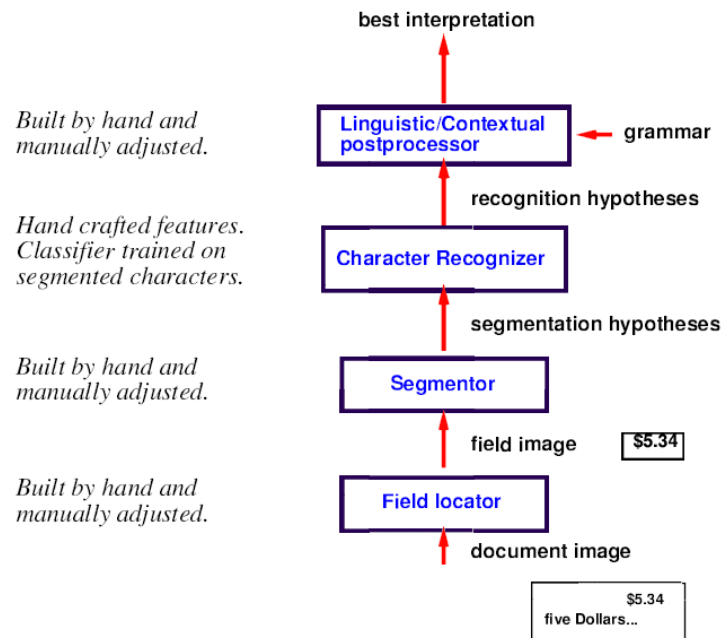 best interpretation
Built by hand and
manually adjusted.
Linguistic/Contextual
postprocessor
grammar
recognition hypotheses
Hand crafted features.
Classifier trained on
segmented characters.
Character Recognizer
segmentation hypotheses
Built by hand and
manually adjusted.
Segmentor
field image
$5.34
Built by hand and
manually adjusted.
Field locator
document image
$5.34
five Dollars...